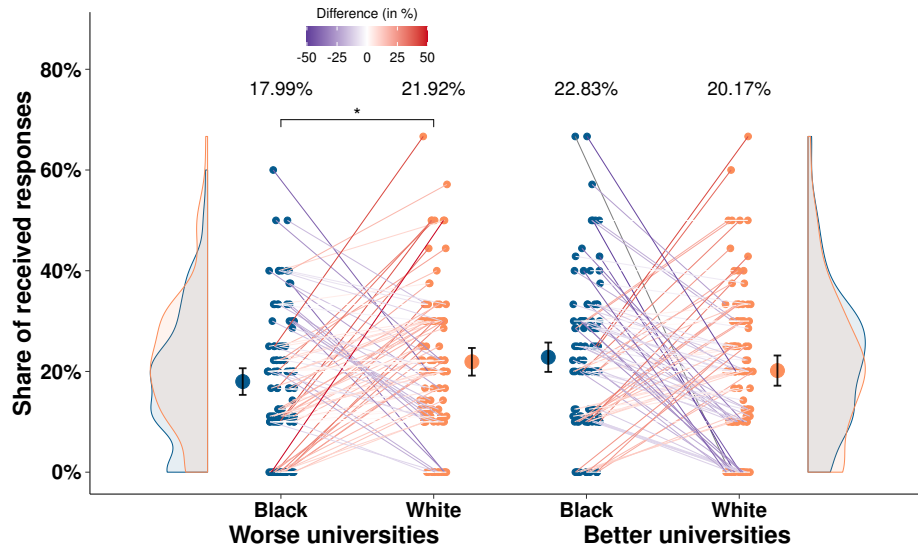 Difference (in %)
-50 -25 0 25 50
80%
60%
40%
20%
0%
Share of received responses
17.99% 21.92% 22.83% 20.17%
*
Black White Black White
Worse universities Better universities